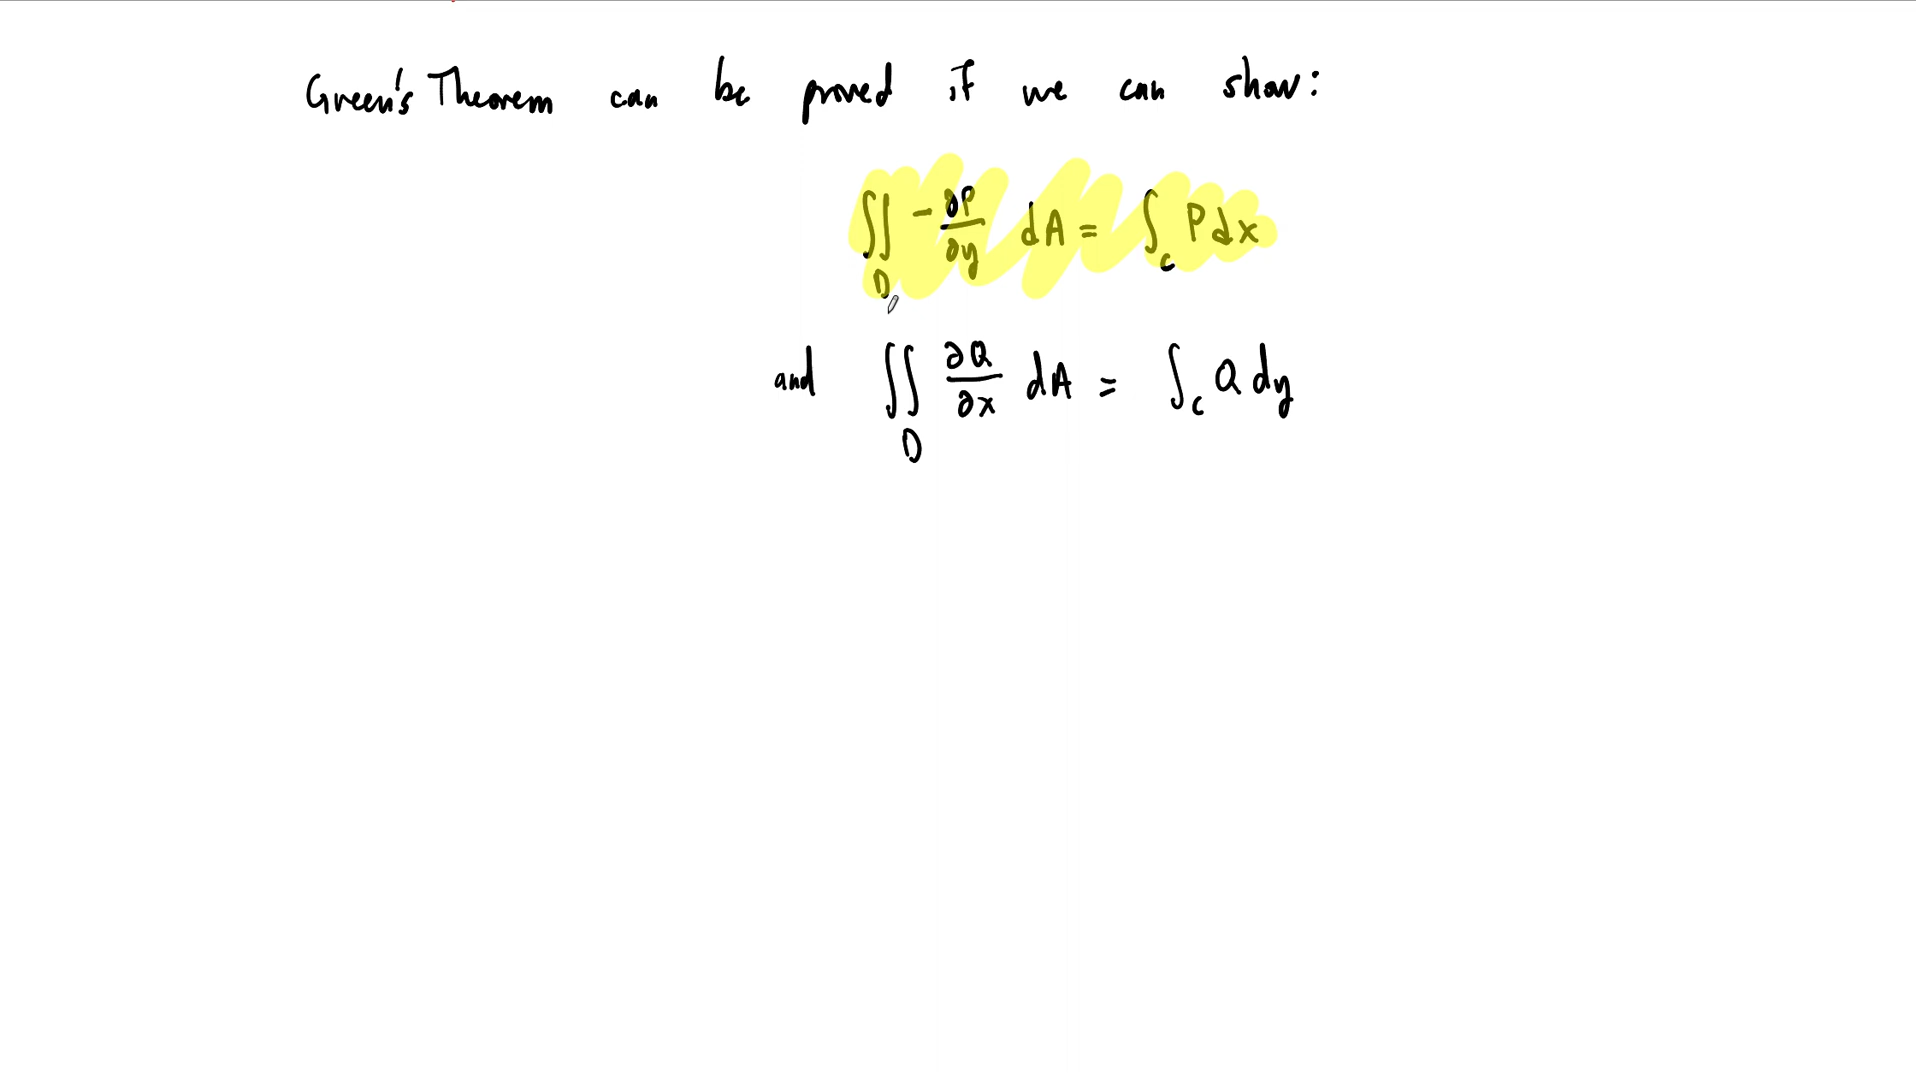 Green's Theorem can be proved if we can show:
∬_D -∂P/∂y dA = ∫_C P dx
and ∬_D ∂Q/∂x dA = ∫_C Q dy